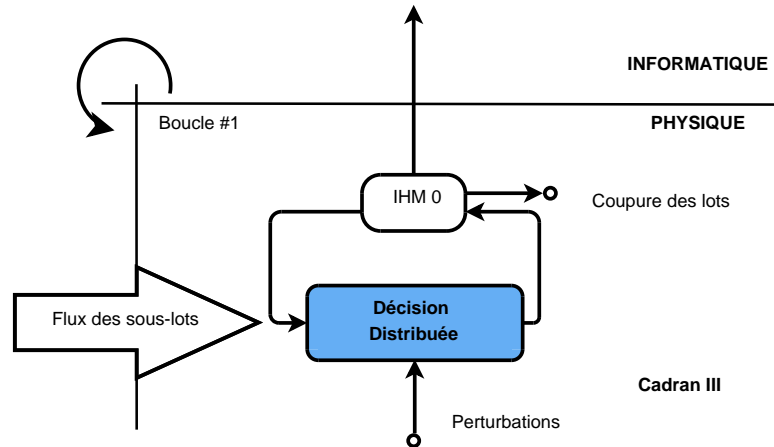 INFORMATIQUE
Boucle #1
PHYSIQUE
IHM 0
Coupure des lots
Flux des sous-lots
Décision
Distribuée
Cadran III
Perturbations